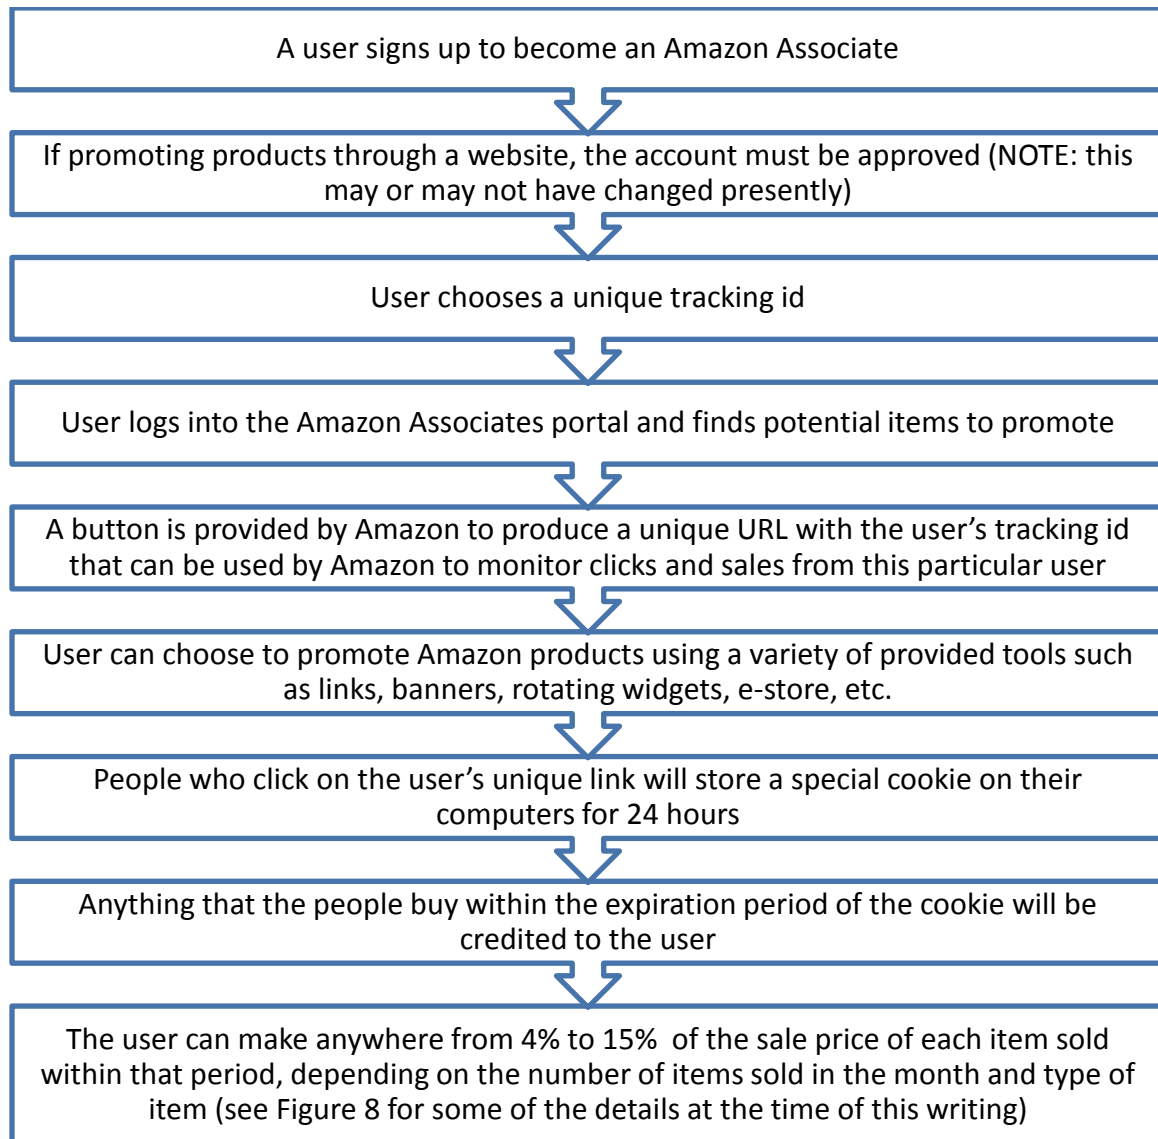 A user signs up to become an Amazon Associate
If promoting products through a website, the account must be approved (NOTE: this
may or may not have changed presently)
User chooses a unique tracking id
User logs into the Amazon Associates portal and finds potential items to promote
A button is provided by Amazon to produce a unique URL with the user’s tracking id
that can be used by Amazon to monitor clicks and sales from this particular user
User can choose to promote Amazon products using a variety of provided tools such
as links, banners, rotating widgets, e-store, etc.
People who click on the user’s unique link will store a special cookie on their
computers for 24 hours
Anything that the people buy within the expiration period of the cookie will be
credited to the user
The user can make anywhere from 4% to 15% of the sale price of each item sold
within that period, depending on the number of items sold in the month and type of
item (see Figure 8 for some of the details at the time of this writing)